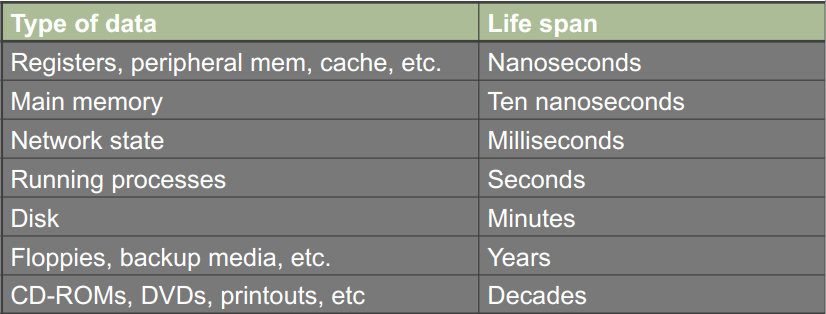 Type of data Life span
Registers, peripheral mem, cache, etc. Nanoseconds
Main memory Ten nanoseconds
Network state Milliseconds
Running processes Seconds
Disk Minutes
Floppies, backup media, etc. Years
CD-ROMs, DVDs, printouts, etc Decades